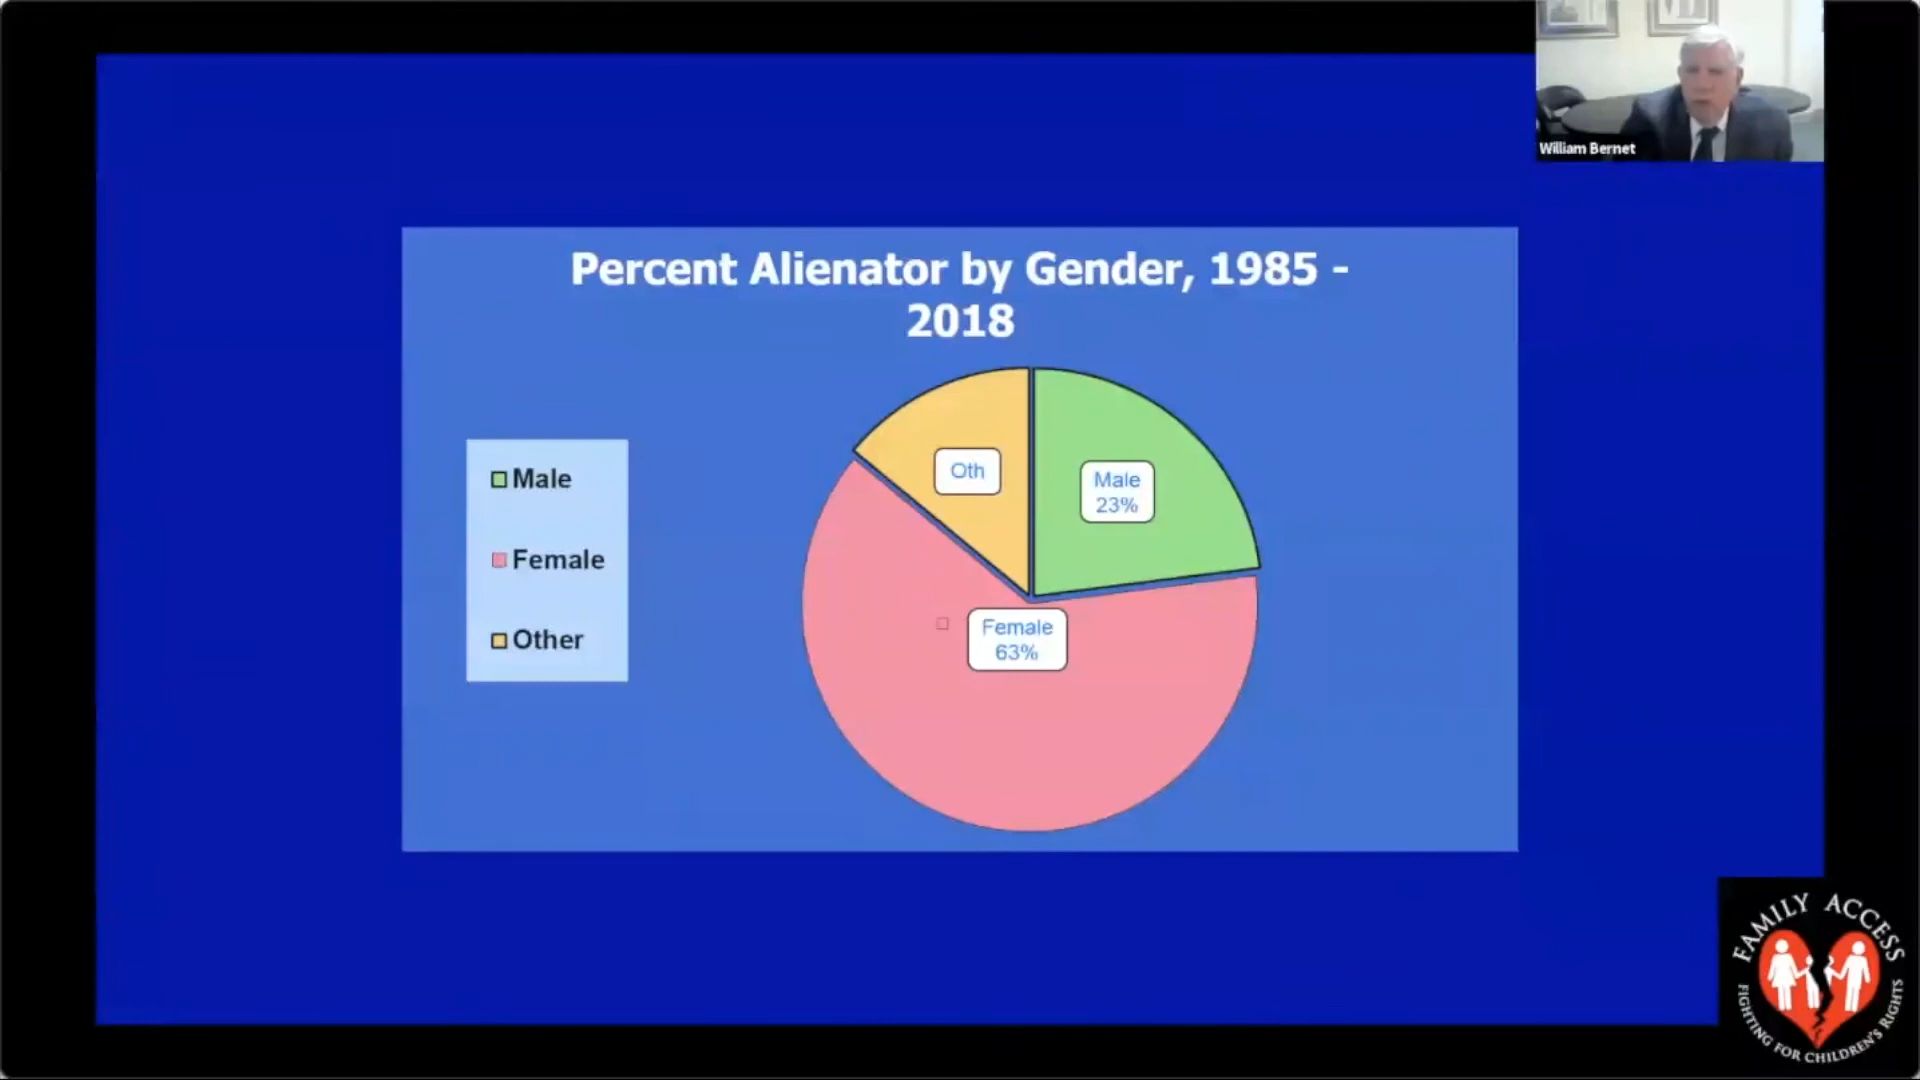 William Bernet
Percent Alienator by Gender, 1985 -
2018
Male
Female
Other
Oth
Male
23%
Female
63%
FAMILY ACCESS
FIGHTING FOR CHILDREN'S RIGHTS